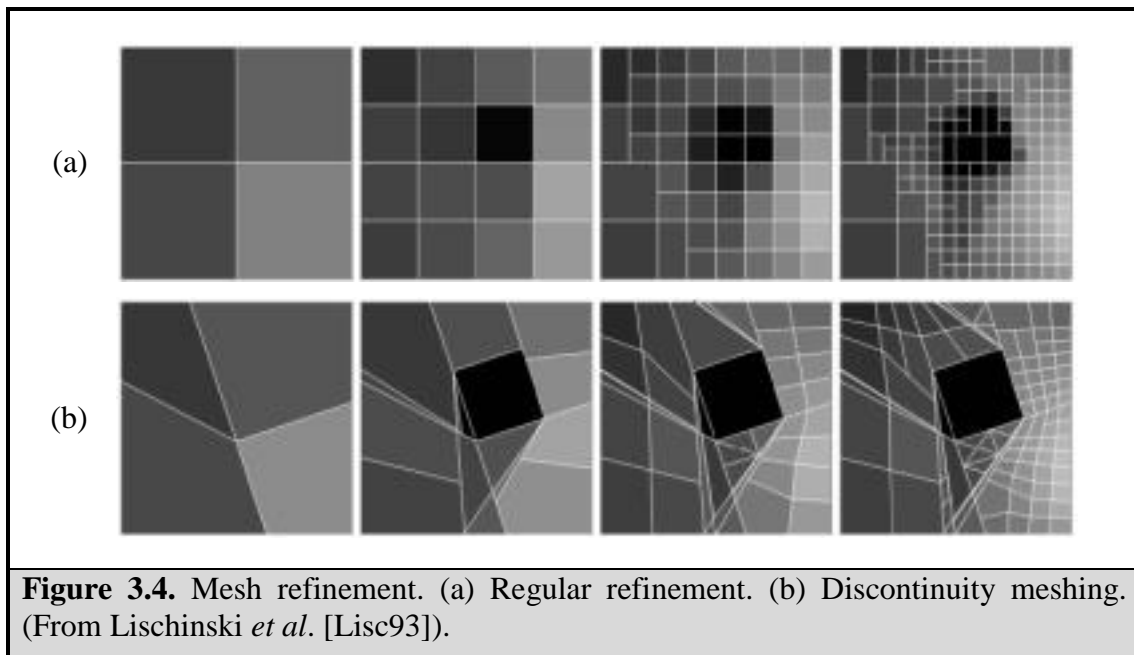 (a)
(b)
Figure 3.4. Mesh refinement. (a) Regular refinement. (b) Discontinuity meshing.
(From Lischinski et al. [Lisc93]).